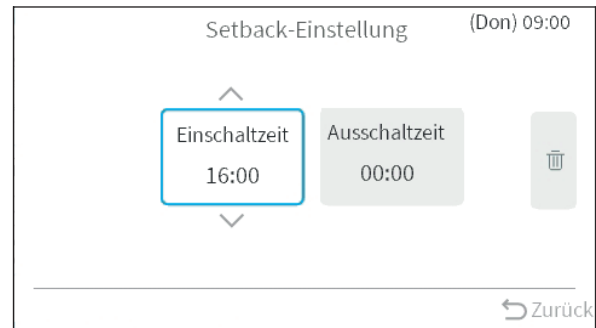 Setback-Einstellung
(Don) 09:00
Einschaltzeit
Ausschaltzeit
16:00
00:00
Zurück